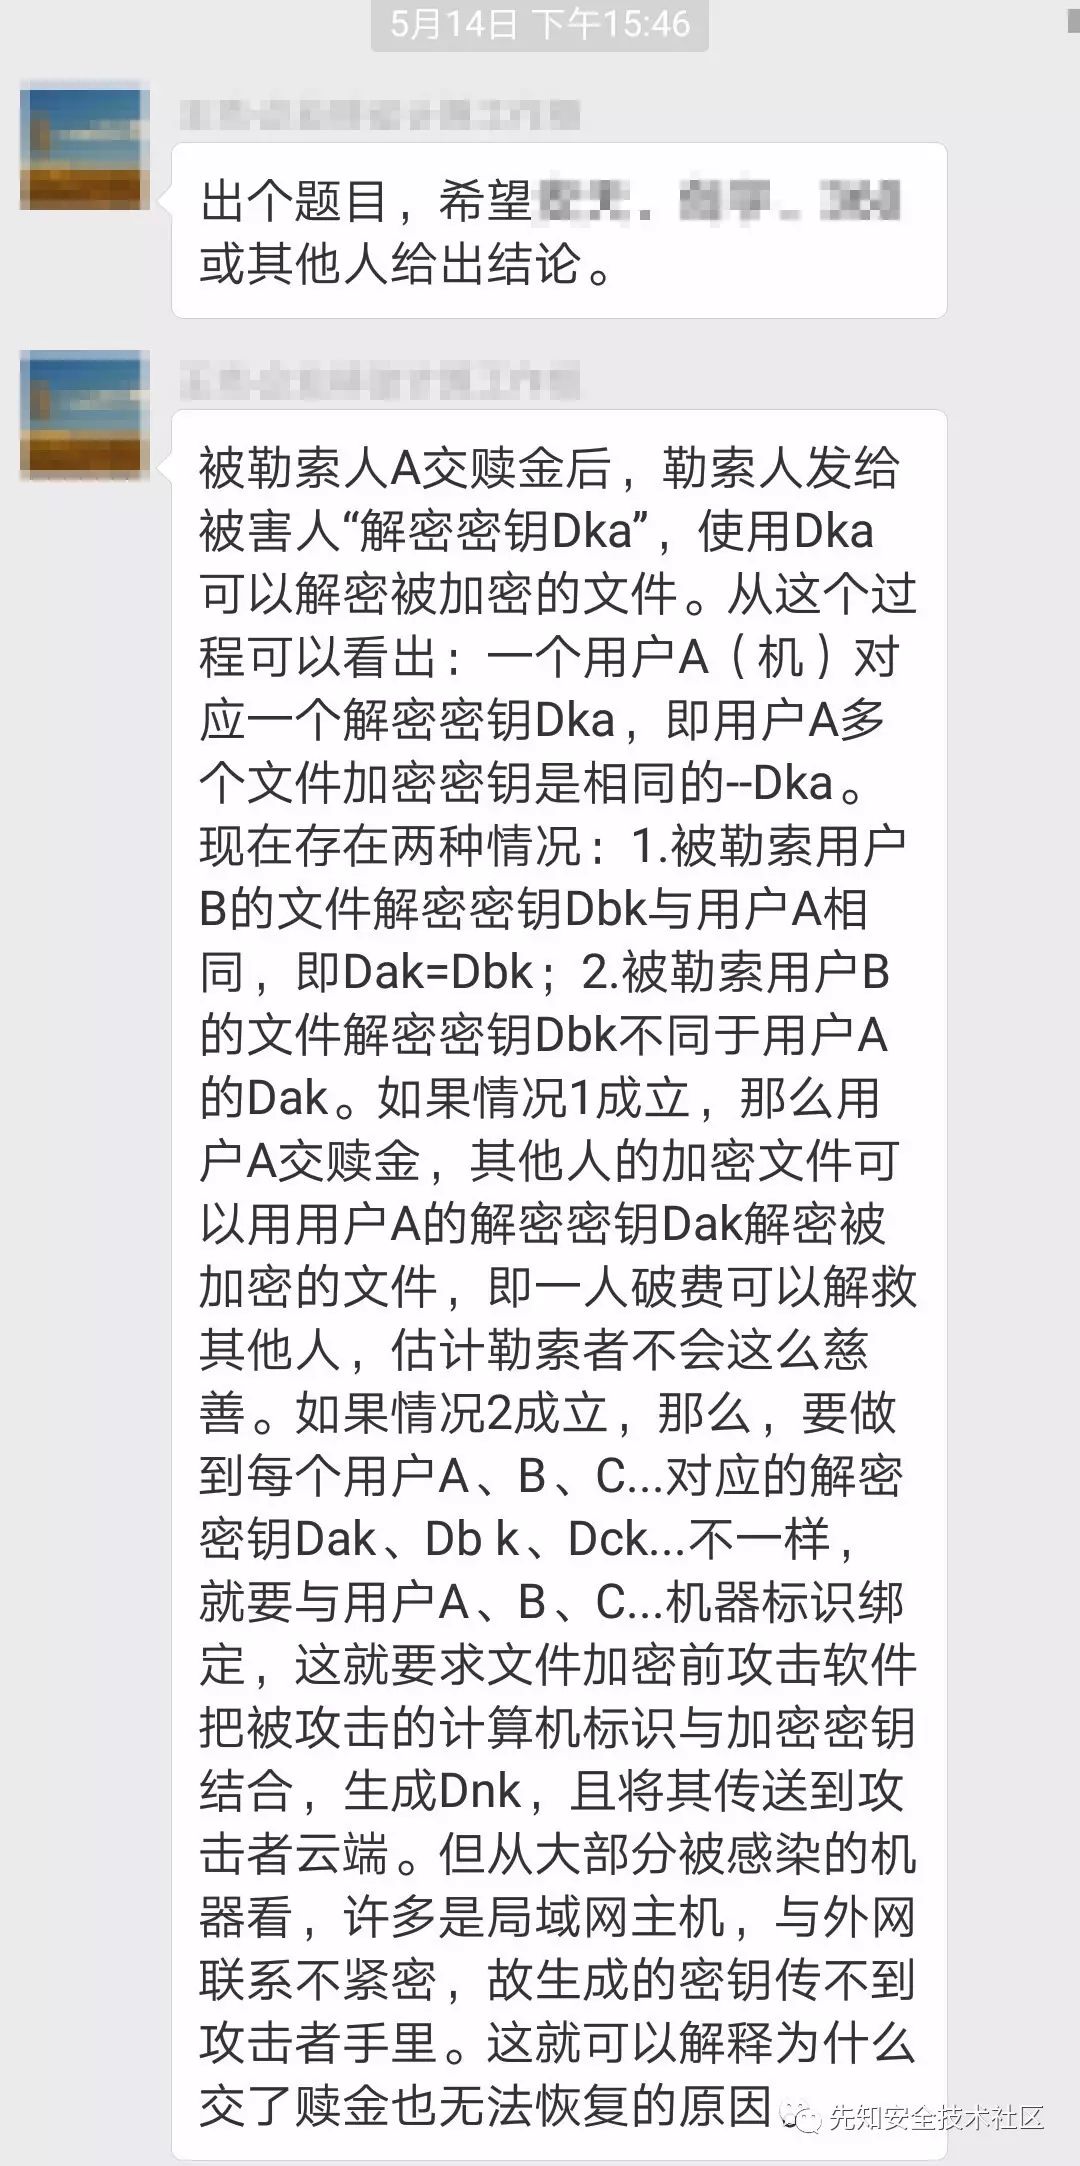 5月14日 下午15:46
出个题目，希望
或其他人给出结论。
被勒索人A交赎金后，勒索人发给
被害人“解密密钥Dka”，使用Dka
可以解密被加密的文件。从这个过
程可以看出：一个用户A（机）对
应一个解密密钥Dka，即用户A多
个文件加密密钥是相同的--Dka。
现在存在两种情况：1.被勒索用户
B的文件解密密钥Dbk与用户A相
同，即Dak=Dbk；2.被勒索用户B
的文件解密密钥Dbk不同于用户A
的Dak。如果情况1成立，那么用
户A交赎金，其他人的加密文件可
以用用户A的解密密钥Dak解密被
加密的文件，即一人破费可以解救
其他人，估计勒索者不会这么慈
善。如果情况2成立，那么，要做
到每个用户A、B、C...对应的解密
密钥Dak、Db k、Dck...不一样，
就要与用户A、B、C...机器标识绑
定，这就要求文件加密前攻击软件
把被攻击的计算机标识与加密密钥
结合，生成Dnk，且将其传送到攻
击者云端。但从大部分被感染的机
器看，许多是局域网主机，与外网
联系不紧密，故生成的密钥传不到
攻击者手里。这就可以解释为什么
交了赎金也无法恢复的原因
先知安全技术社区